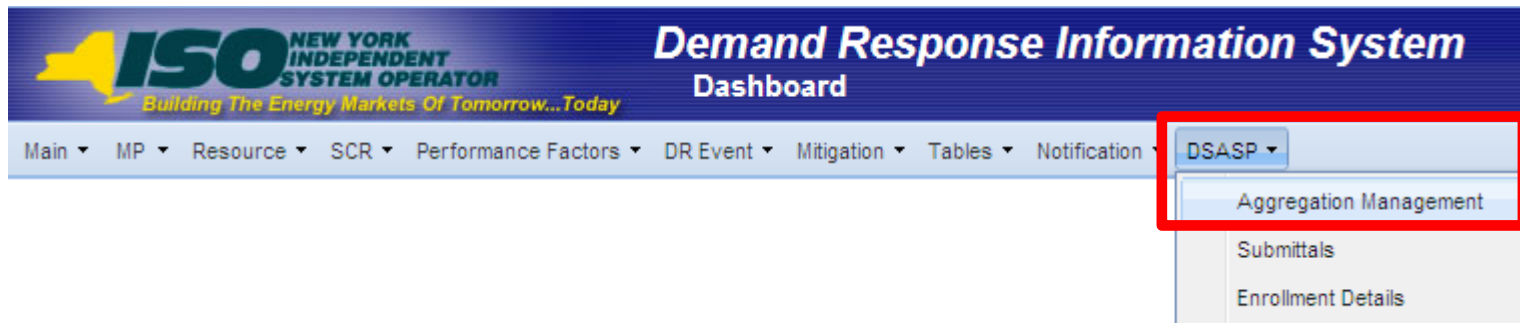 ISO NEW YORK
INDEPENDENT
SYSTEM OPERATOR
Building The Energy Markets Of Tomorrow...Today
Demand Response Information System
Dashboard
Main MP Resource SCR Performance Factors DR Event Mitigation Tables Notification DSASP
Aggregation Management
Submittals
Enrollment Details